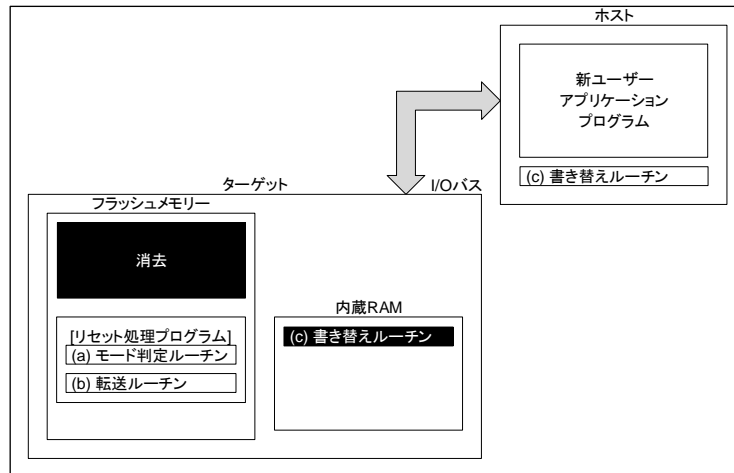 ホスト
新ユーザー
アプリケーション
プログラム
(c) 書き替えルーチン
ターゲット
I/Oバス
フラッシュメモリー
消去
内蔵RAM
[リセット処理プログラム]
(c) 書き替えルーチン
(a) モード判定ルーチン
(b) 転送ルーチン